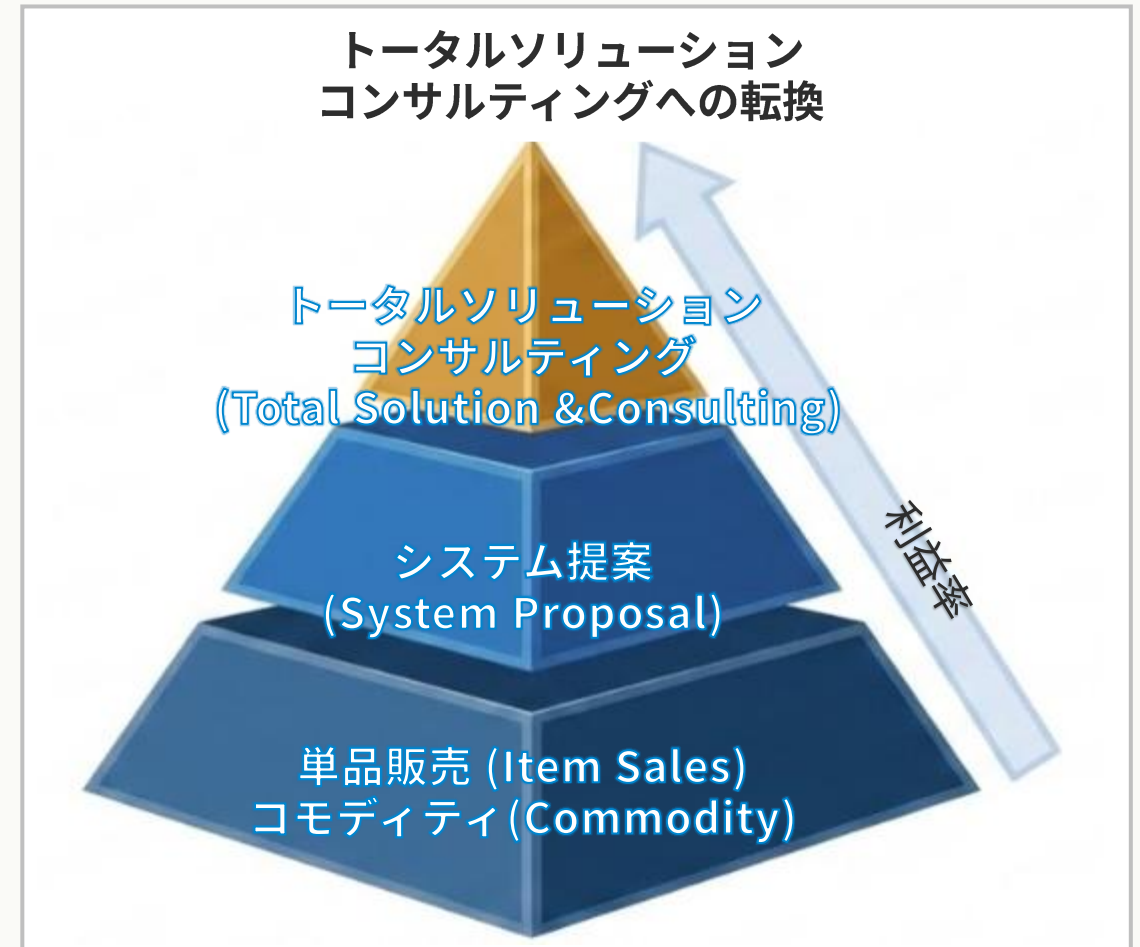 トータルソリューション
コンサルティングへの転換
トータルソリューション
コンサルティング
(Total Solution &Consulting)
利益率
システム提案
(System Proposal)
単品販売 (Item Sales)
コモディティ(Commodity)